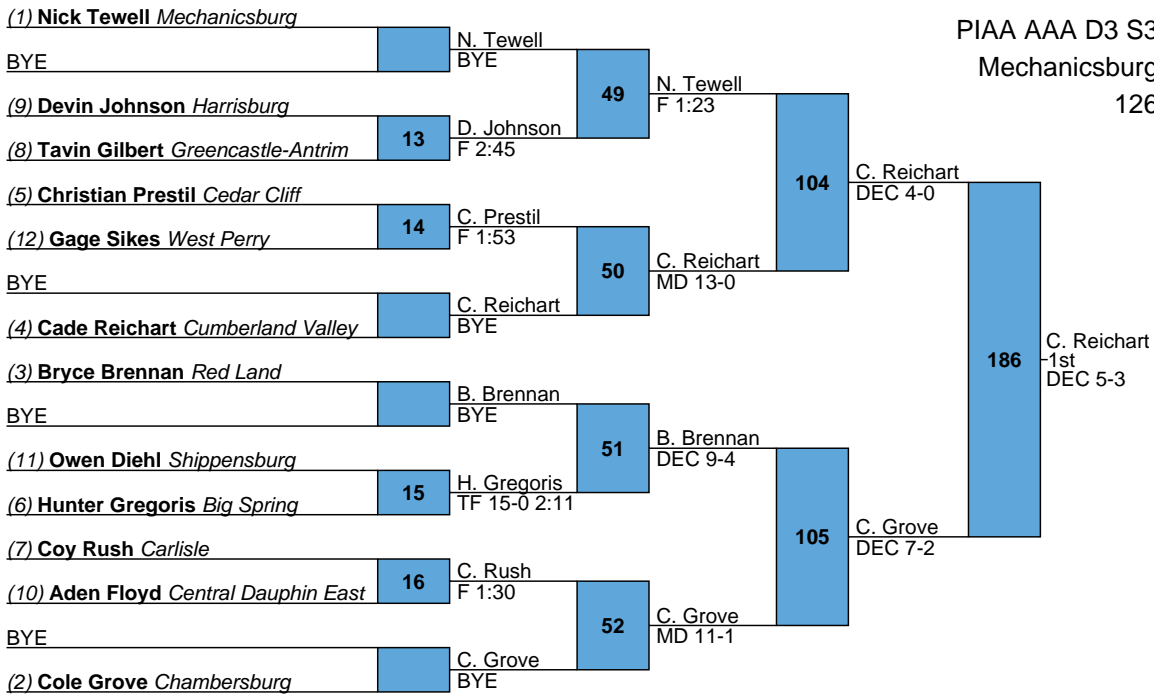 (1) Nick Tewell Mechanicsburg
BYE
(9) Devin Johnson Harrisburg
(8) Tavin Gilbert Greencastle-Antrim
(5) Christian Prestil Cedar Cliff
(12) Gage Sikes West Perry
BYE
(4) Cade Reichart Cumberland Valley
(3) Bryce Brennan Red Land
BYE
(11) Owen Diehl Shippensburg
(6) Hunter Gregoris Big Spring
(7) Coy Rush Carlisle
(10) Aden Floyd Central Dauphin East
BYE
(2) Cole Grove Chambersburg
13
14
15
16
N. Tewell
BYE
D. Johnson
F 2:45
C. Prestil
F 1:53
C. Reichart
BYE
B. Brennan
BYE
H. Gregoris
TF 15-0 2:11
C. Rush
F 1:30
C. Grove
BYE
49
50
51
52
N. Tewell
F 1:23
C. Reichart
MD 13-0
B. Brennan
DEC 9-4
C. Grove
MD 11-1
104
105
C. Reichart
DEC 4-0
C. Grove
DEC 7-2
186
C. Reichart
1st
DEC 5-3
PIAA AAA D3 S3
Mechanicsburg
126